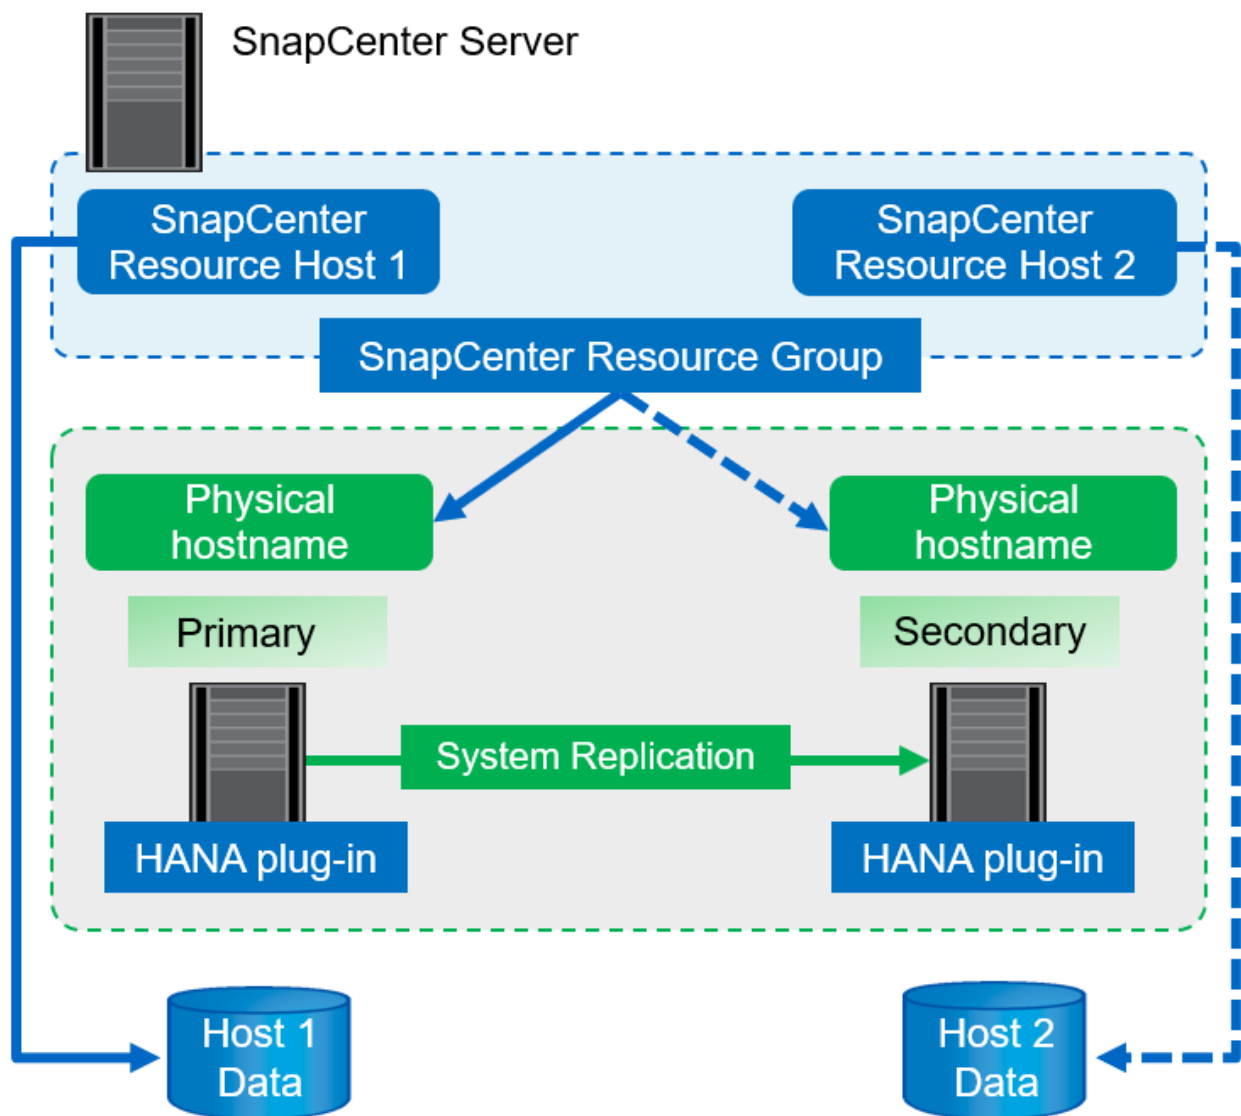 SnapCenter Server
SnapCenter
Resource Host 1
SnapCenter
Resource Host 2
SnapCenter Resource Group
Physical
hostname
Physical
hostname
Primary
Secondary
System Replication
HANA plug-in
HANA plug-in
Host 1
Data
Host 2
Data